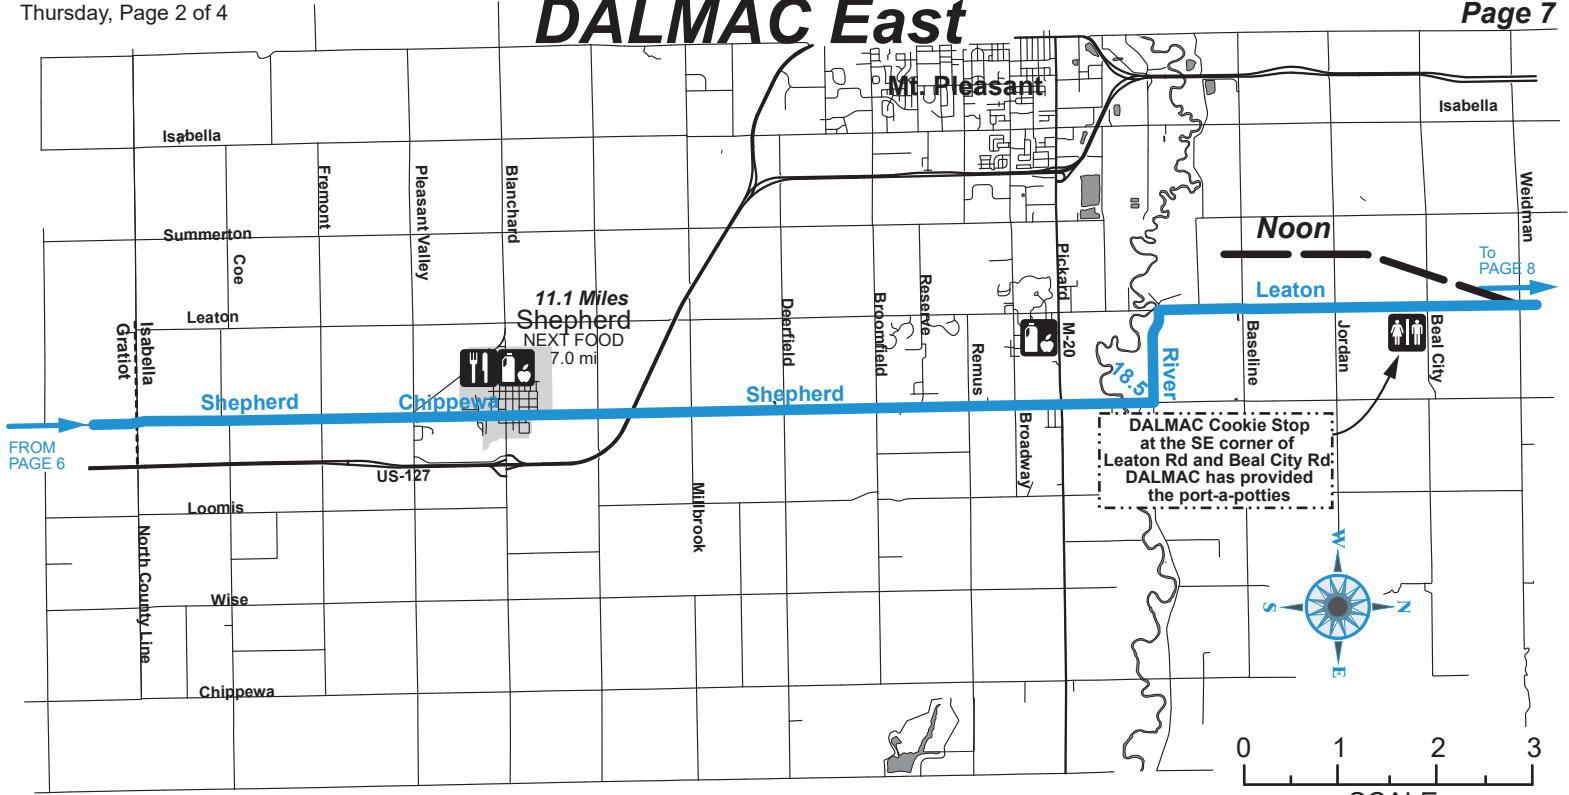 Thursday, Page 2 of 4
DALMAC East
Page 7
Mt. Pleasant
Isabella
Isabella
Fremont
Pleasant Valley
Blanchard
Weidman
Summerton
Coe
Noon
To
PAGE 8
Pickard
Leaton
11.1 Miles
Shepherd
NEXT FOOD
7.0 mi
Leaton
Gratiot
Isabella
Deerfield
Broomfield
Reserve
Remus
M-20
Baseline
Jordan
Beal City
River
18.5
Shepherd
Chippewa
Shepherd
Broadway
FROM
PAGE 6
DALMAC Cookie Stop
at the SE corner of
Leaton Rd and Beal City Rd
DALMAC has provided
the port-a-potties
US-127
Loomis
Millbrook
North County Line
Wise
Chippewa
W
S
N
E
0 1 2 3
SCALE